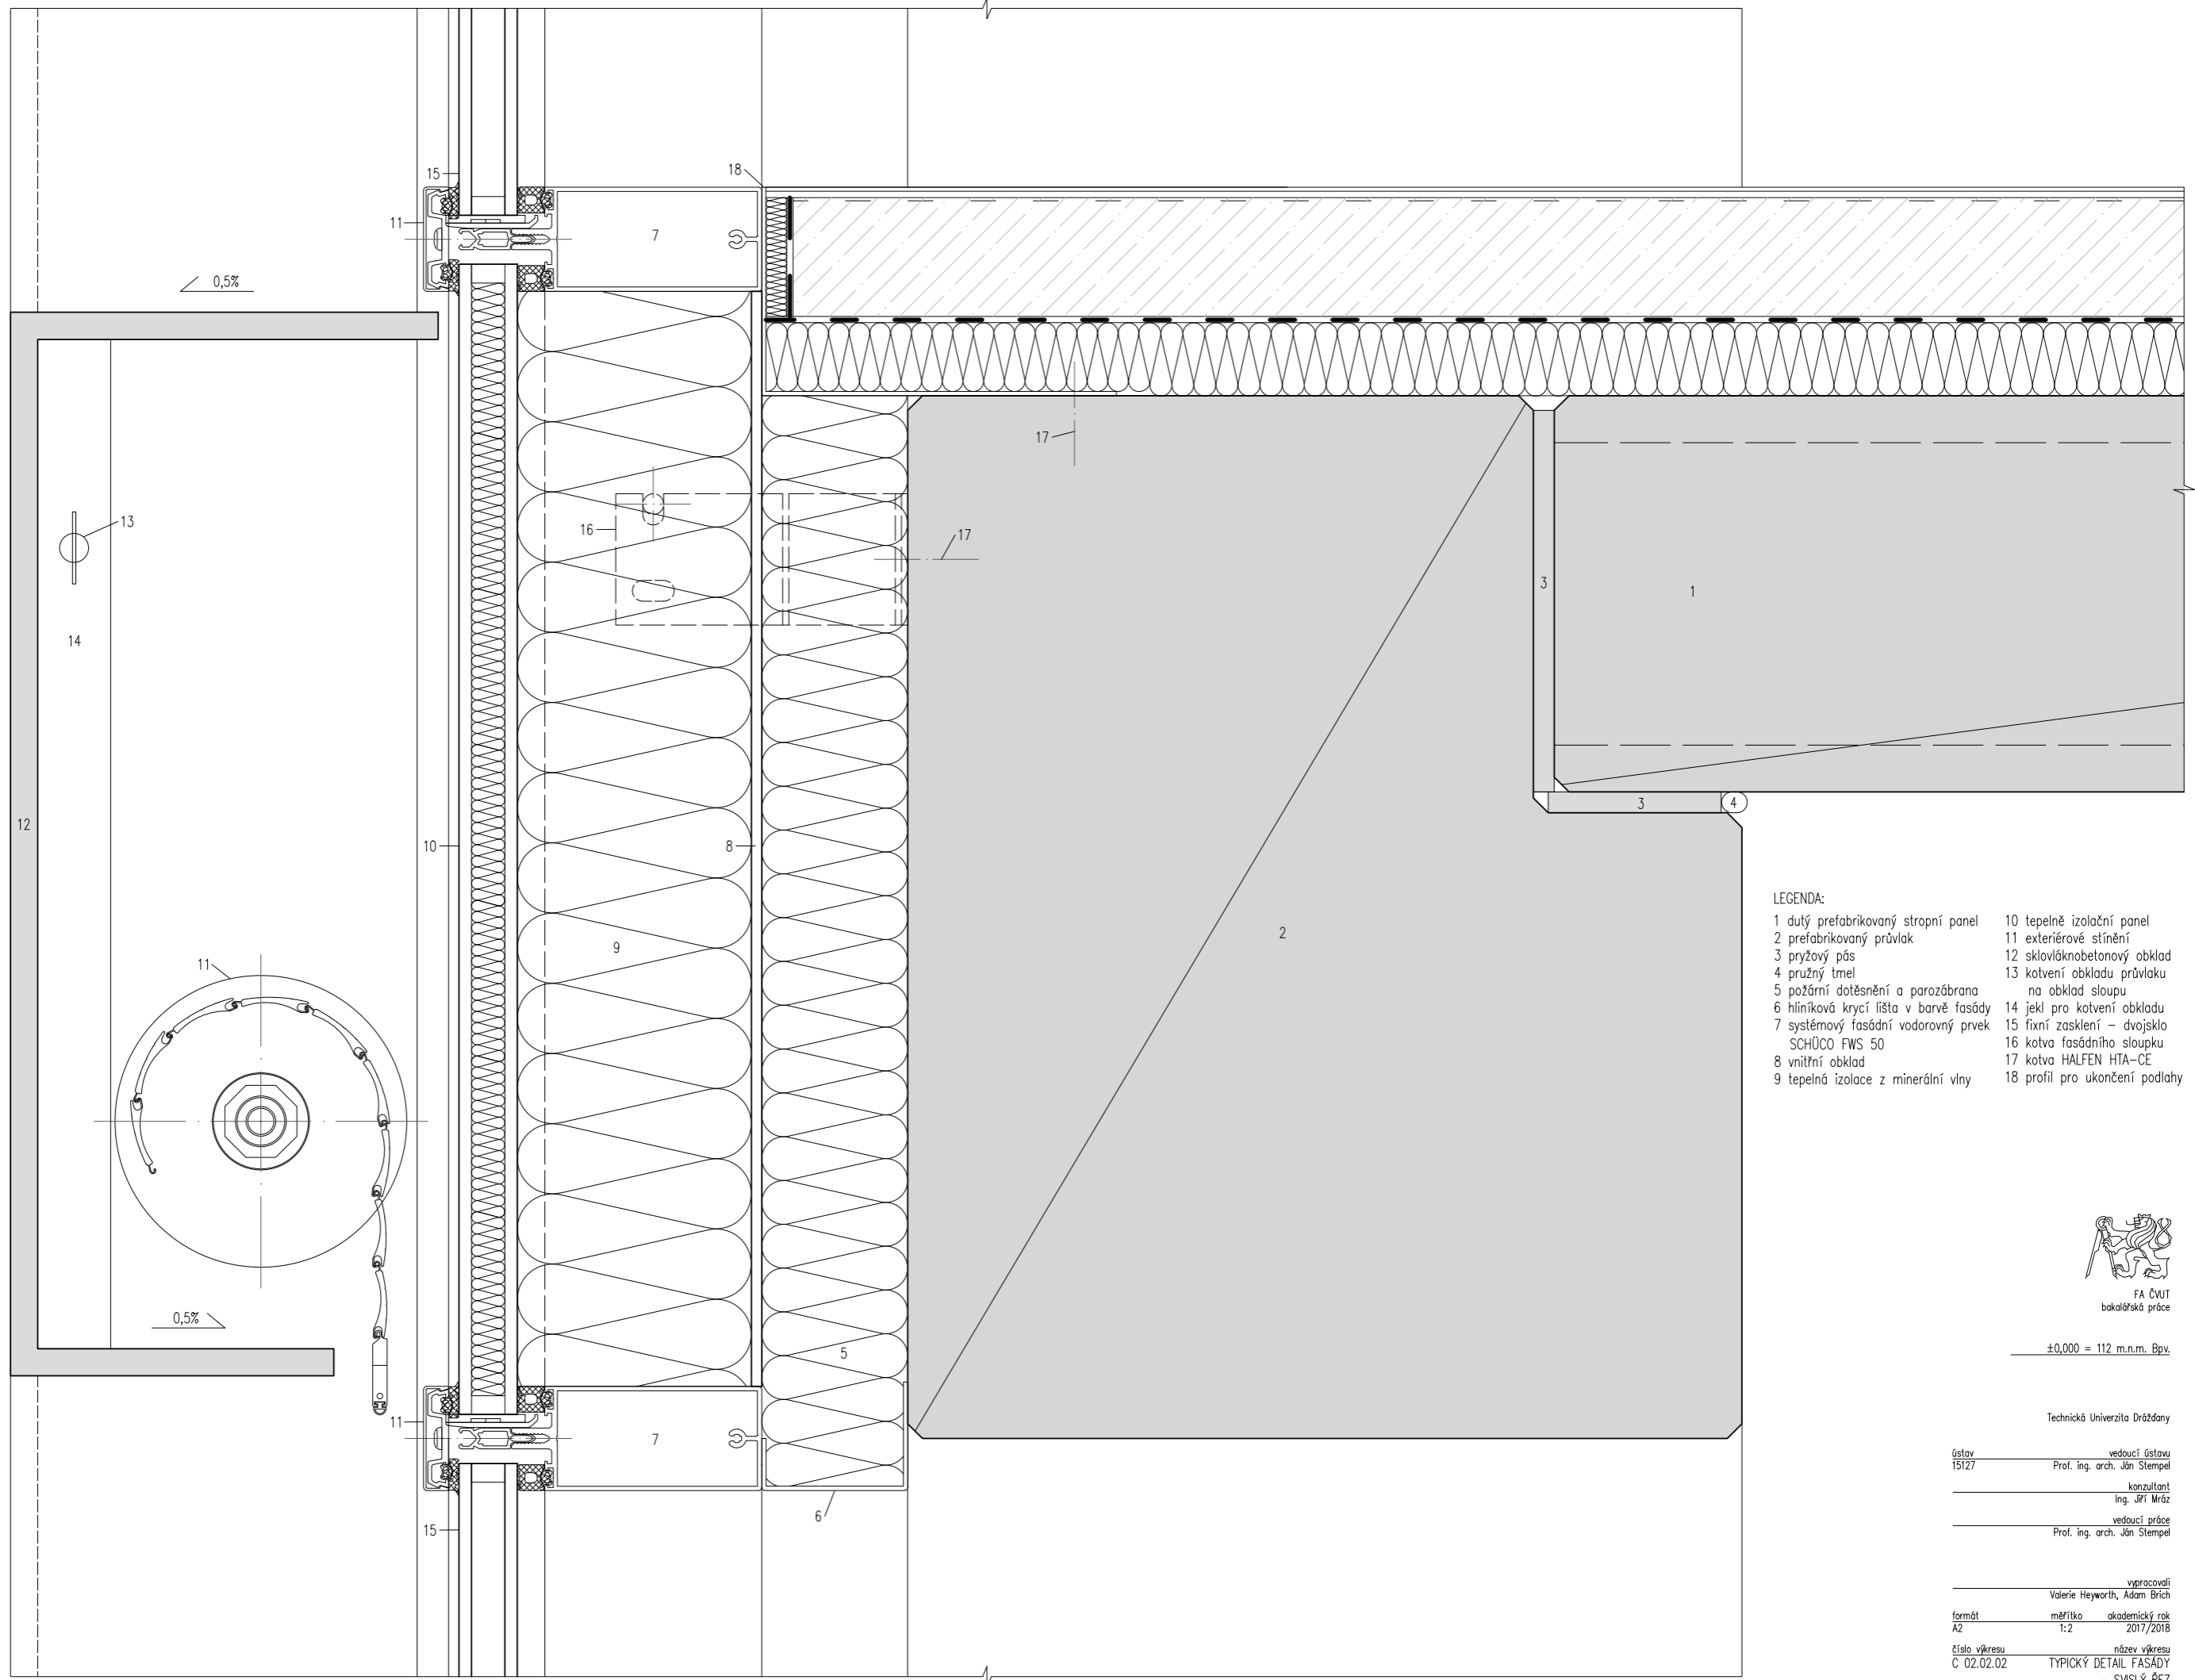 15
18
11
7
0,5%
17
13
16
17
3
1
14
3
4
12
10
8
9
2
11
0,5%
5
11
7
15
6
LEGENDA:
1 dutý prefabrikovaný stropní panel
2 prefabrikovaný průvlak
3 pryžový pás
4 pružný tmel
5 požární dotěsnění a parozábrana
6 hliníková krycí lišta v barvě fasády
7 systémový fasádní vodorovný prvek
SCHÜCO FWS 50
8 vnitřní obklad
9 tepelná izolace z minerální vlny
10 tepelně izolační panel
11 exteriérové stínění
12 sklovláknobetonový obklad
13 kotvení obkladu průvlaku
na obklad sloupu
14 jekl pro kotvení obkladu
15 fixní zasklení – dvojsklo
16 kotva fasádního sloupku
17 kotva HALFEN HTA–CE
18 profil pro ukončení podlahy
FA ČVUT
bakalářská práce
±0,000 = 112 m.n.m. Bpv.
Technická Univerzita Drážďany
ústav vedoucí ústavu
15127 Prof. ing. arch. Ján Stempel
konzultant
Ing. Jiří Mráz
vedoucí práce
Prof. ing. arch. Ján Stempel
vypracovali
Valerie Heyworth, Adam Brich
formát měřítko akademický rok
A2 1:2 2017/2018
číslo výkresu název výkresu
C 02.02.02 TYPICKÝ DETAIL FASÁDY
SVISLÝ ŘEZ